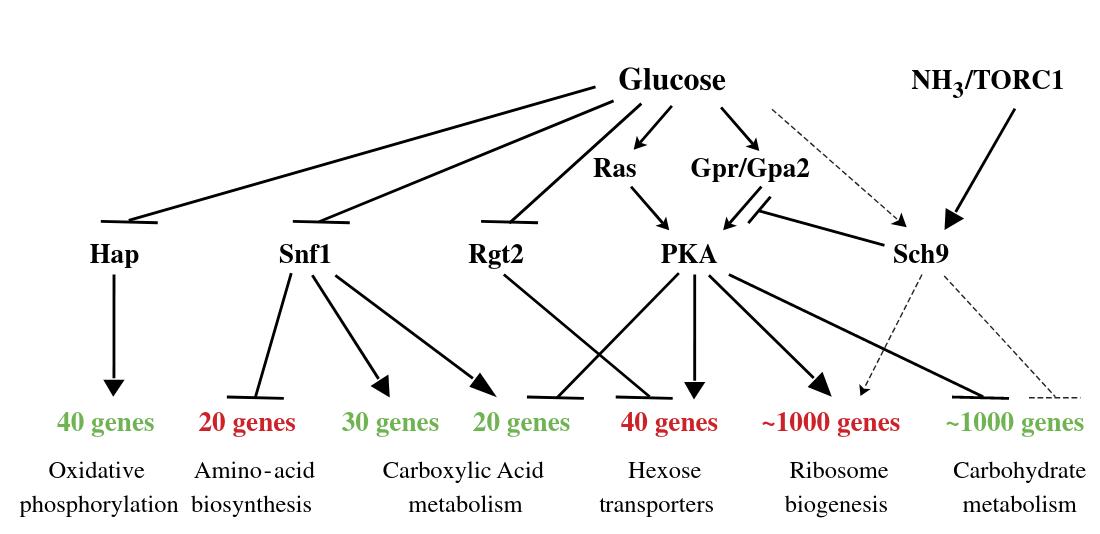 Glucose
NH3/TORC1
Ras
Gpr/Gpa2
Hap
Snf1
Rgt2
PKA
Sch9
40 genes
20 genes
30 genes
20 genes
40 genes
~1000 genes
~1000 genes
Oxidative
phosphorylation
Amino-acid
biosynthesis
Carboxylic Acid
metabolism
Hexose
transporters
Ribosome
biogenesis
Carbohydrate
metabolism